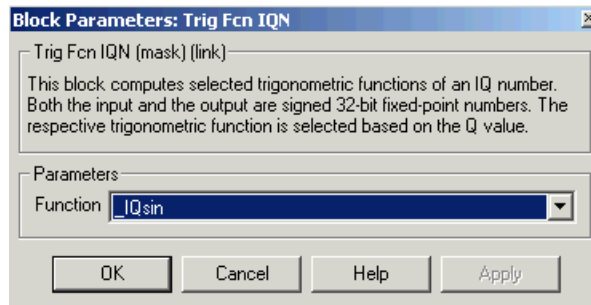 Block Parameters: Trig Fcn IQN
Trig Fcn IQN (mask) (link)
This block computes selected trigonometric functions of an IQ number.
Both the input and the output are signed 32-bit fixed-point numbers. The
respective trigonometric function is selected based on the Q value.
Parameters
Function _IQsin
OK Cancel Help Apply